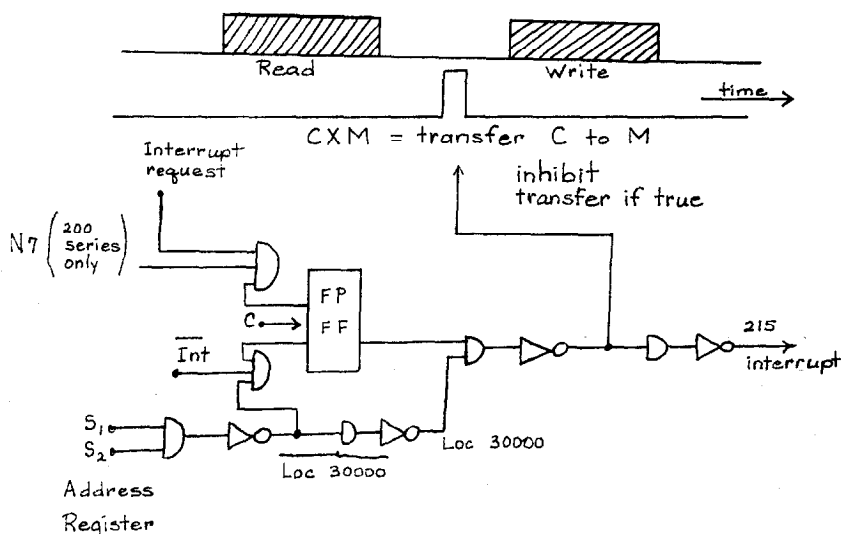 Read
Write
time
CXM = transfer C to M
Interrupt
request
inhibit
transfer if true
N7 (200
series
only)
FP
FF
C
Int
215
interrupt
S1
S2
Loc 30000
Loc 30000
Address
Register